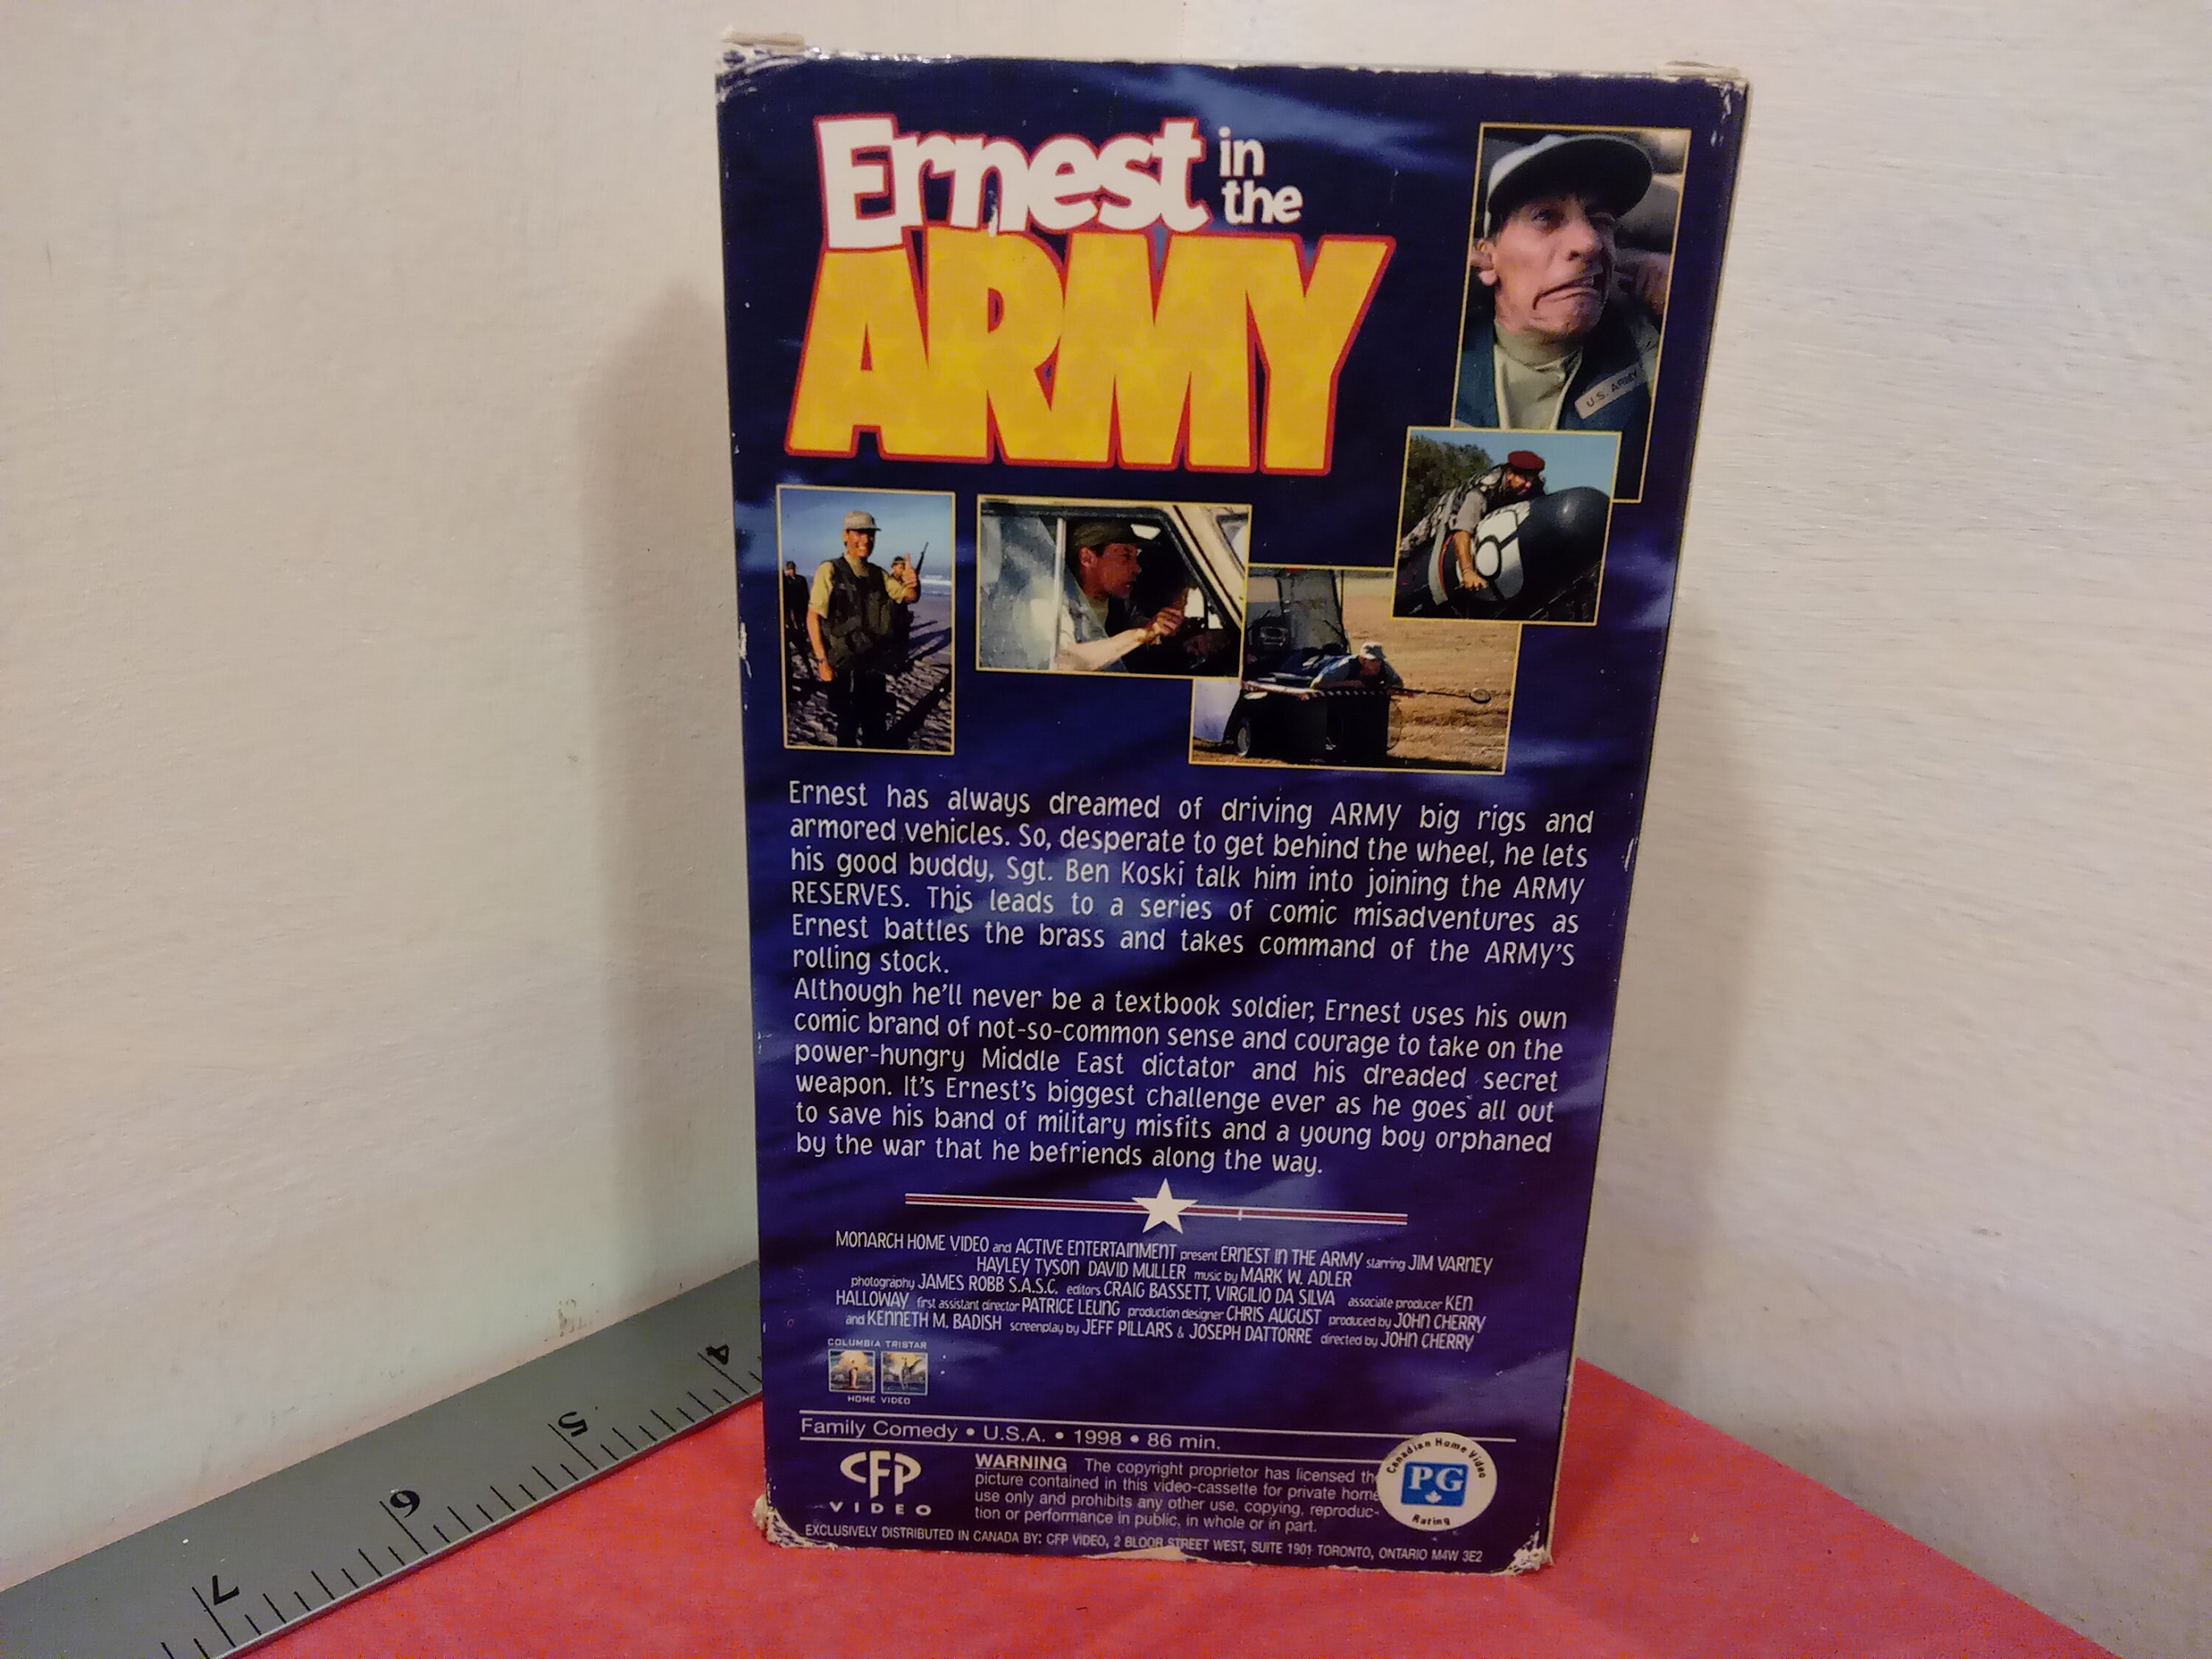 Ernest in
the
ARMY
U.S. ARMY
Ernest has always dreamed of driving ARMY big rigs and
armored vehicles. So, desperate to get behind the wheel, he lets
his good buddy, Sgt. Ben Koski talk him into joining the ARMY
RESERVES. This leads to a series of comic misadventures as
Ernest battles the brass and takes command of the ARMY'S
rolling stock.
Although he'll never be a textbook soldier, Ernest uses his own
comic brand of not-so-common sense and courage to take on the
power-hungry Middle East dictator and his dreaded secret
weapon. It's Ernest's biggest challenge ever as he goes all out
to save his band of military misfits and a young boy orphaned
by the war that he befriends along the way.
MONARCH HOME VIDEO and ACTIVE ENTERTAINMENT present ERNEST IN THE ARMY starring JIM VARNEY
HAYLEY TYSON DAVID MULLER music by MARK W. ADLER
photography JAMES ROBB S.A.S.C. editors CRAIG BASSETT, VIRGILIO DA SILVA associate producer KEN
HALLOWAY first assistant director PATRICE LEUNG production designer CHRIS AUGUST produced by JOHN CHERRY
and KENNETH M. BADISH screenplay by JEFF PILLARS & JOSEPH DATTORRE directed by JOHN CHERRY
COLUMBIA TRISTAR
HOME VIDEO
Family Comedy • U.S.A. • 1998 • 86 min.
CFP
VIDEO
WARNING The copyright proprietor has licensed the
picture contained in this video-cassette for private home
use only and prohibits any other use, copying, reproduc-
tion or performance in public, in whole or in part.
Canadian Home Video
PG
Rating
EXCLUSIVELY DISTRIBUTED IN CANADA BY: CFP VIDEO, 2 BLOOR STREET WEST, SUITE 1901 TORONTO, ONTARIO M4W 3E2
4
5
6
7